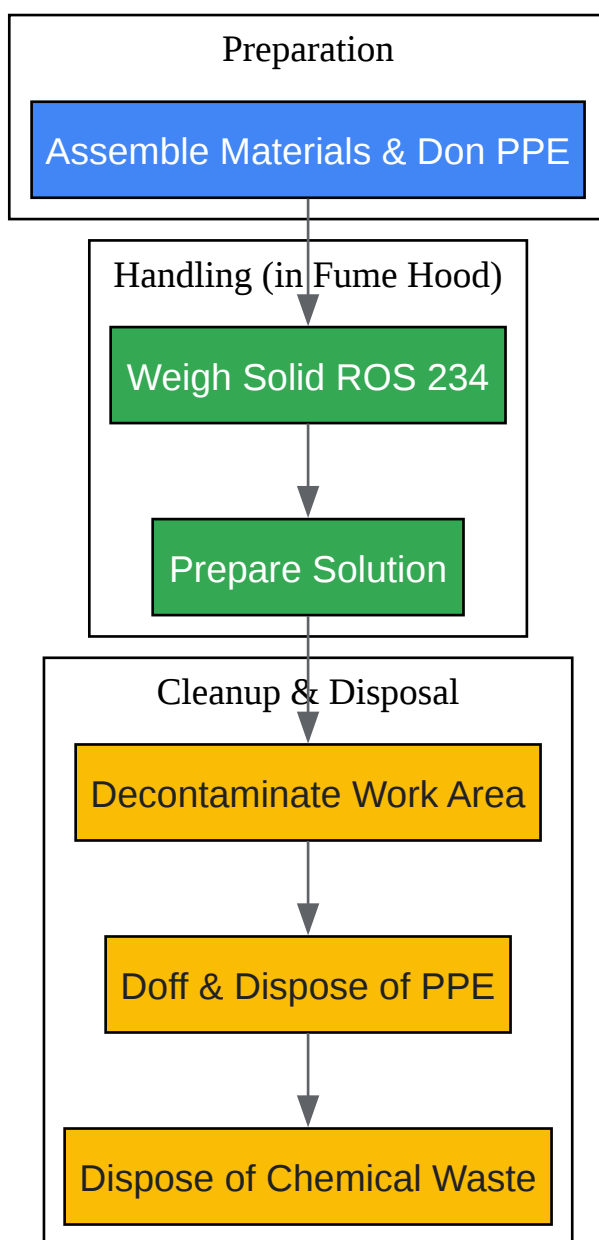 Preparation
Assemble Materials & Don PPE
Handling (in Fume Hood)
Weigh Solid ROS 234
Prepare Solution
Cleanup & Disposal
Decontaminate Work Area
Doff & Dispose of PPE
Dispose of Chemical Waste